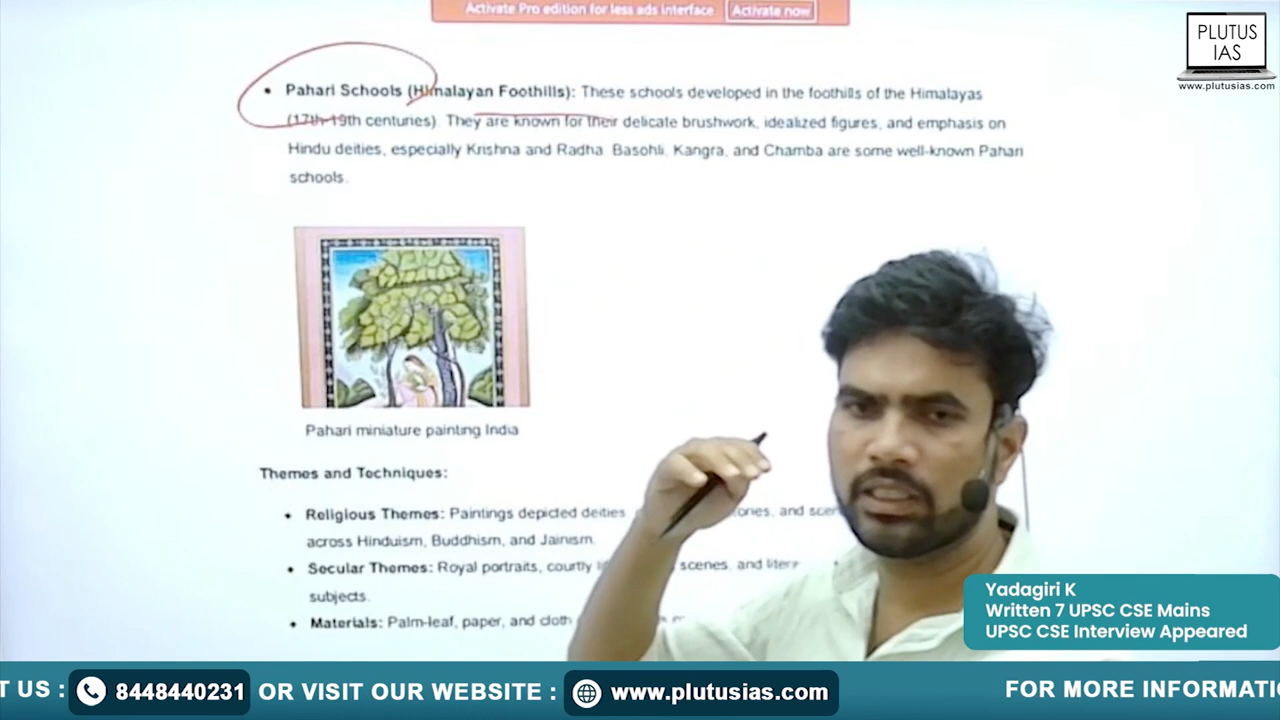 Activate Pro edition for less ads interface Activate now
PLUTUS
IAS
www.plutusias.com
• Pahari Schools (Himalayan Foothills): These schools developed in the foothills of the Himalayas
(17th-19th centuries). They are known for their delicate brushwork, idealized figures, and emphasis on
Hindu deities, especially Krishna and Radha. Basohli, Kangra, and Chamba are some well-known Pahari
schools.
Pahari miniature painting India
Themes and Techniques:
• Religious Themes: Paintings depicted deities and
across Hinduism, Buddhism, and Jainism.
• Secular Themes: Royal portraits, courtly scenes, and
subjects.
• Materials: Palm-leaf, paper, and cloth
Yadagiri K
Written 7 UPSC CSE Mains
UPSC CSE Interview Appeared
T US : 8448440231 OR VISIT OUR WEBSITE : www.plutusias.com FOR MORE INFORMATI